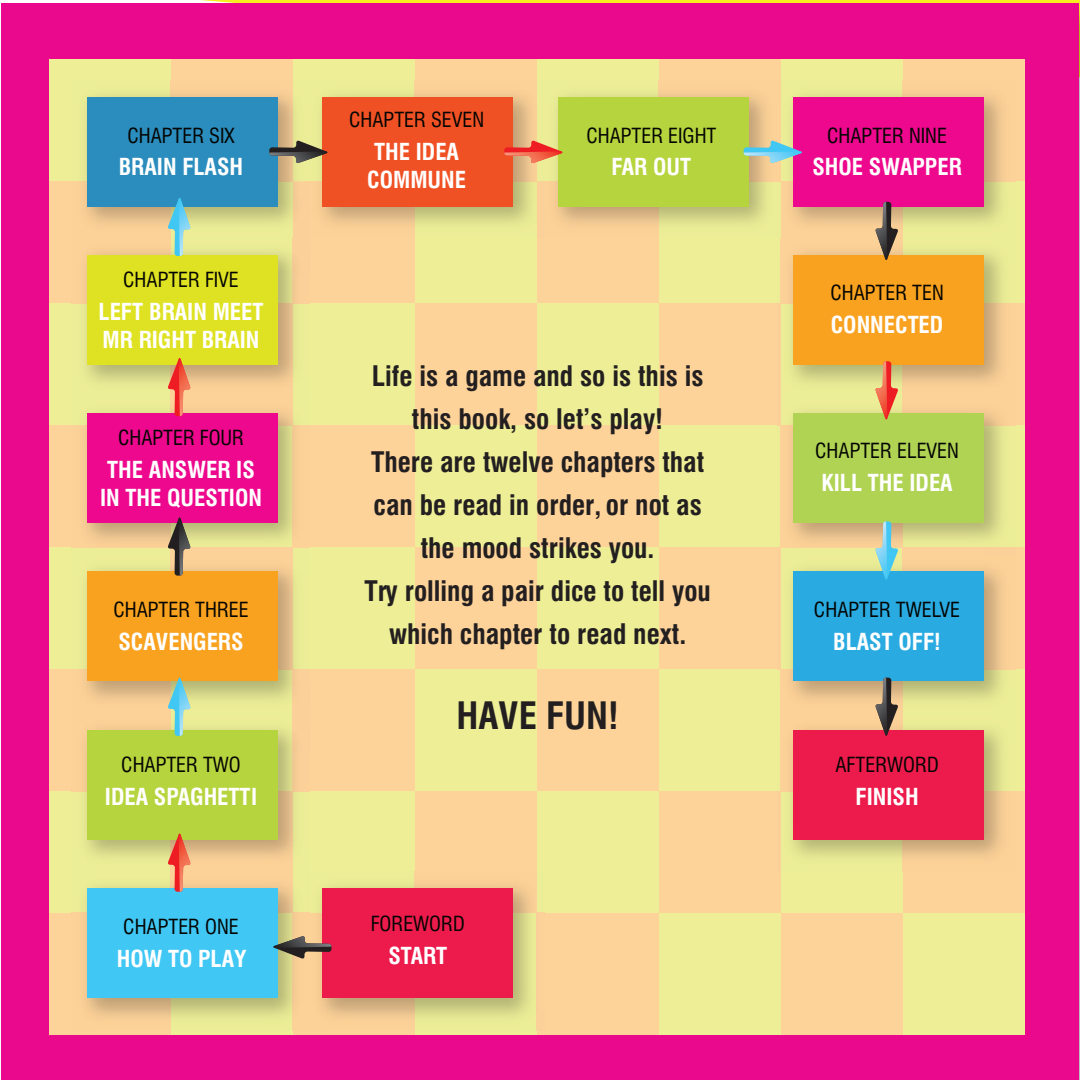 CHAPTER SIX
BRAIN FLASH
CHAPTER SEVEN
THE IDEA
COMMUNE
CHAPTER EIGHT
FAR OUT
CHAPTER NINE
SHOE SWAPPER
CHAPTER FIVE
LEFT BRAIN MEET
MR RIGHT BRAIN
CHAPTER TEN
CONNECTED
Life is a game and so is this is
this book, so let's play!
There are twelve chapters that
can be read in order, or not as
the mood strikes you.
Try rolling a pair dice to tell you
which chapter to read next.
HAVE FUN!
CHAPTER FOUR
THE ANSWER IS
IN THE QUESTION
CHAPTER ELEVEN
KILL THE IDEA
CHAPTER THREE
SCAVENGERS
CHAPTER TWELVE
BLAST OFF!
CHAPTER TWO
IDEA SPAGHETTI
AFTERWORD
FINISH
CHAPTER ONE
HOW TO PLAY
FOREWORD
START